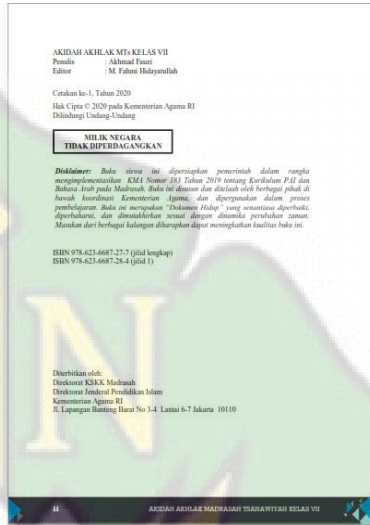 AKIDAH AKHLAK MTs KELAS VII
Penulis : Akhmad Fauzi
Editor : M. Fahmi Hidayatullah
Cetakan ke-1, Tahun 2020
Hak Cipta © 2020 pada Kementerian Agama RI
Dilindungi Undang-Undang
MILIK NEGARA
TIDAK DIPERDAGANGKAN
Disklaimer: Buku siswa ini dipersiapkan pemerintah dalam rangka
mengimplementasikan KMA Nomor 183 Tahun 2019 tentang Kurikulum PAI dan
Bahasa Arab pada Madrasah. Buku ini disusun dan ditelaah oleh berbagai pihak di
bawah koordinasi Kementerian Agama, dan dipergunakan dalam proses
pembelajaran. Buku ini merupakan "Dokumen Hidup" yang senantiasa diperbaiki,
diperbaharui, dan dimutakhirkan sesuai dengan dinamika perubahan zaman.
Masukan dari berbagai kalangan diharapkan dapat meningkatkan kualitas buku ini.
ISBN 978-623-6687-27-7 (jilid lengkap)
ISBN 978-623-6687-28-4 (jilid 1)
Diterbitkan oleh:
Direktorat KSKK Madrasah
Direktorat Jenderal Pendidikan Islam
Kementerian Agama RI
Jl. Lapangan Banteng Barat No 3-4 Lantai 6-7 Jakarta 10110
ii AKIDAH AKHLAK MADRASAH TSANAWIYAH KELAS VII